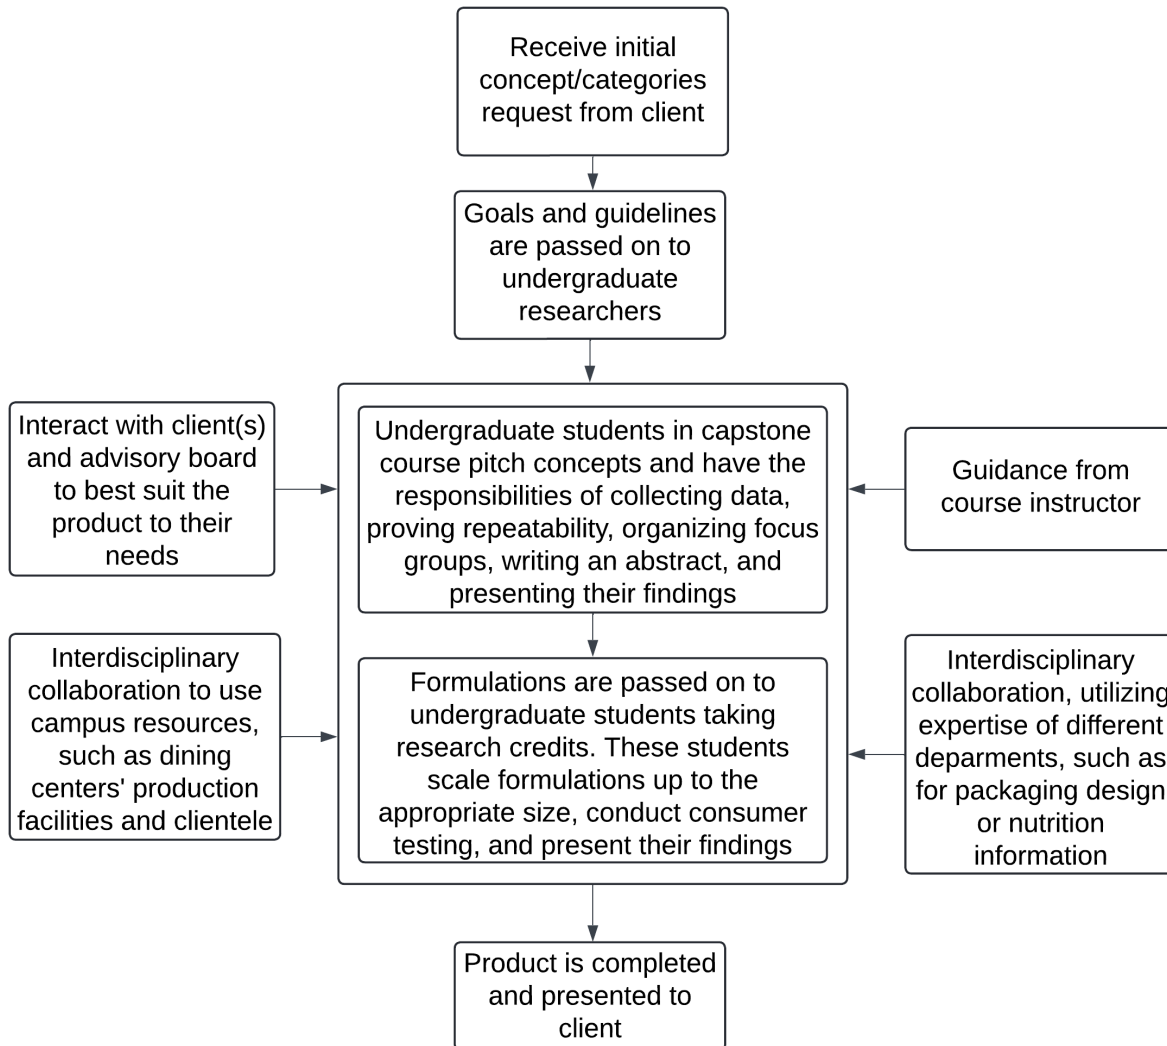 Receive initial
concept/categories
request from client
Goals and guidelines
are passed on to
undergraduate
researchers
Interact with client(s)
and advisory board
to best suit the
product to their
needs
Undergraduate students in capstone
course pitch concepts and have the
responsibilities of collecting data,
proving repeatability, organizing focus
groups, writing an abstract, and
presenting their findings
Guidance from
course instructor
Interdisciplinary
collaboration to use
campus resources,
such as dining
centers' production
facilities and clientele
Formulations are passed on to
undergraduate students taking
research credits. These students
scale formulations up to the
appropriate size, conduct consumer
testing, and present their findings
Interdisciplinary
collaboration, utilizing
expertise of different
deparments, such as
for packaging design
or nutrition
information
Product is completed
and presented to
client